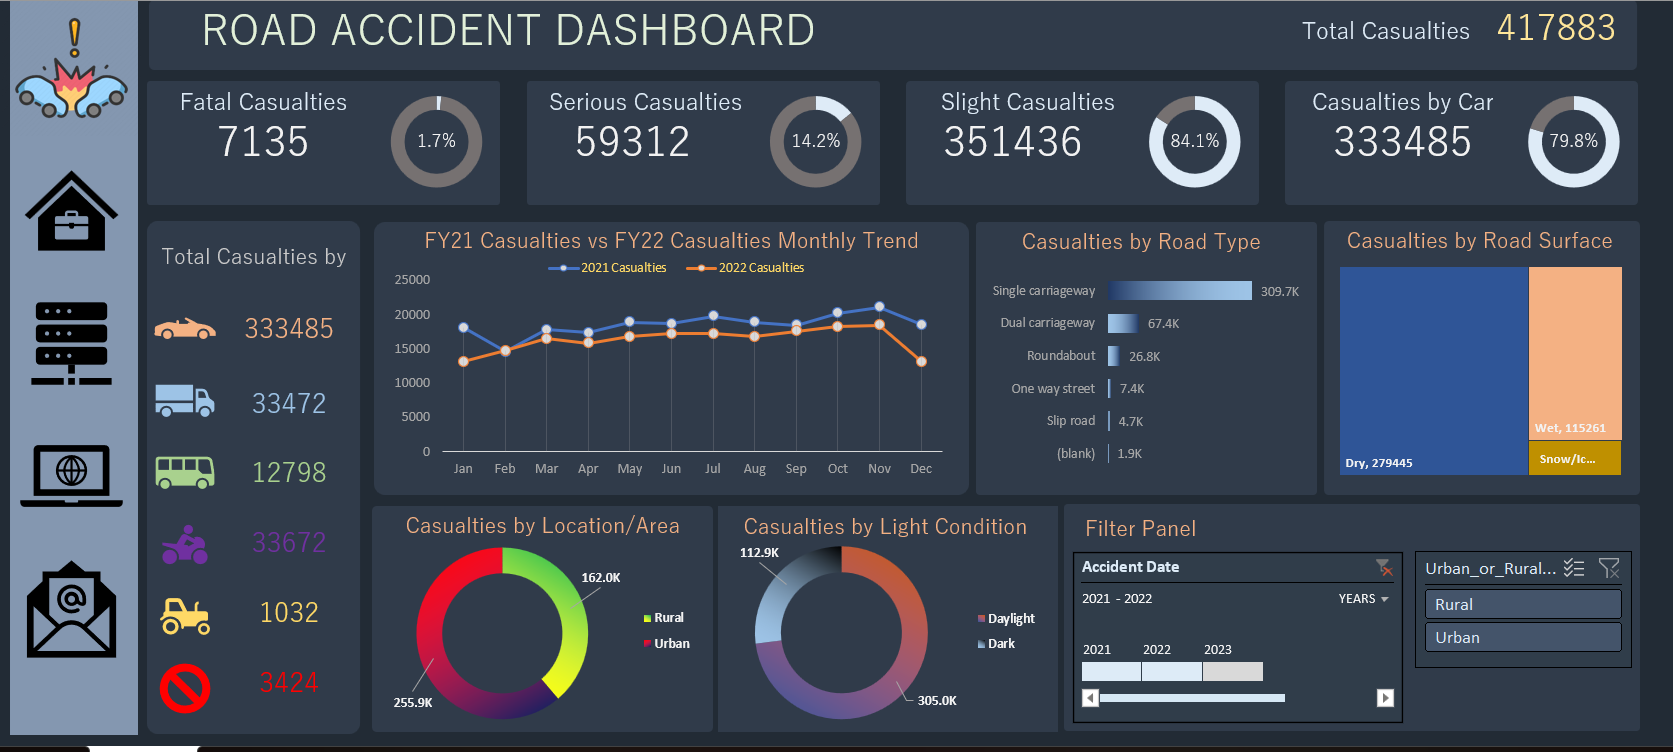 ROAD ACCIDENT DASHBOARD
Total Casualties 417883
Fatal Casualties
7135
1.7%
Serious Casualties
59312
14.2%
Slight Casualties
351436
84.1%
Casualties by Car
333485
79.8%
Total Casualties by
333485
33472
12798
33672
1032
3424
FY21 Casualties vs FY22 Casualties Monthly Trend
2021 Casualties 2022 Casualties
25000
20000
15000
10000
5000
0
Jan Feb Mar Apr May Jun Jul Aug Sep Oct Nov Dec
Casualties by Road Type
Single carriageway 309.7K
Dual carriageway 67.4K
Roundabout 26.8K
One way street 7.4K
Slip road 4.7K
(blank) 1.9K
Casualties by Road Surface
Wet, 115261
Dry, 279445
Snow/Ic...
Casualties by Location/Area
162.0K
Rural
Urban
255.9K
Casualties by Light Condition
112.9K
Daylight
Dark
305.0K
Filter Panel
Accident Date
2021 - 2022 YEARS
2021 2022 2023
Urban_or_Rural...
Rural
Urban